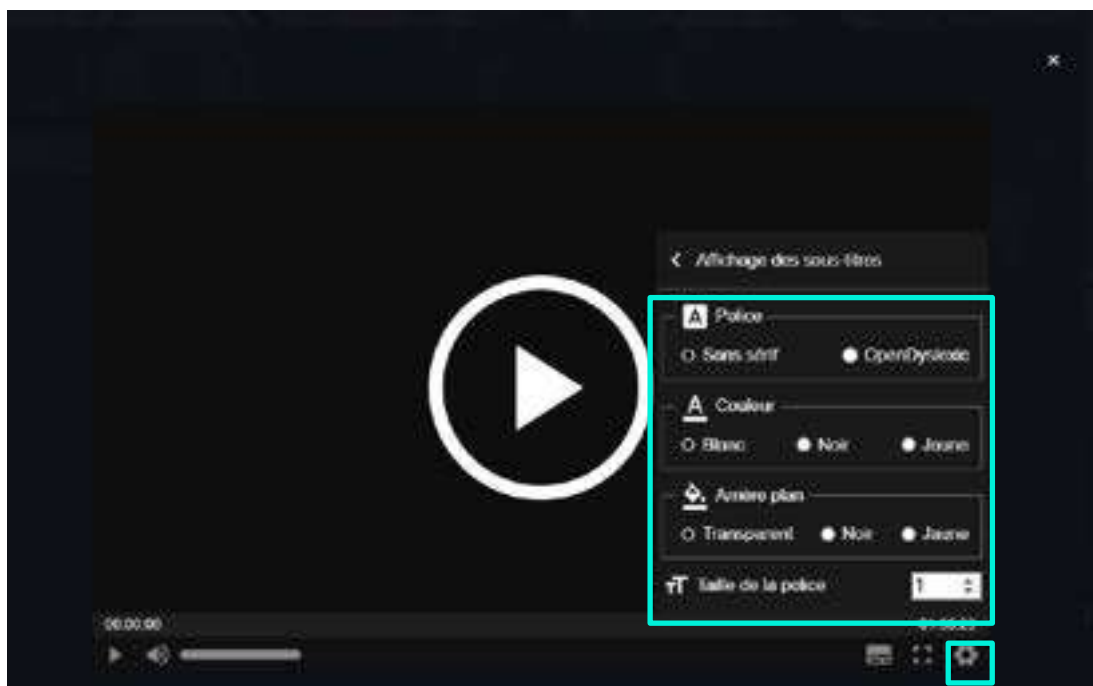 ×
Affichage des sous-titres
A Police
Sans sérif OpenDyslexic
A Couleur
Blanc Noir Jaune
Arrière plan
Transparent Noir Jaune
TT Taille de la police 1
00:00:00